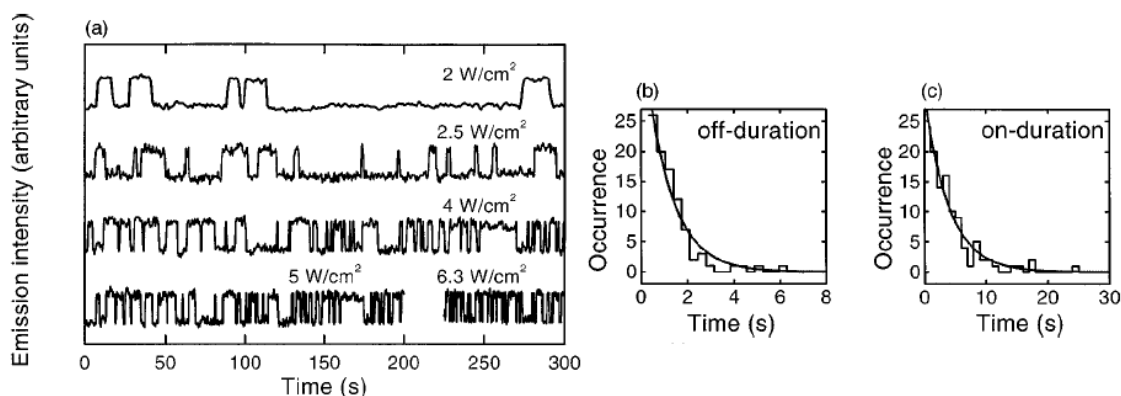 (a)
Emission intensity (arbitrary units)
2 W/cm²
2.5 W/cm²
4 W/cm²
5 W/cm² 6.3 W/cm²
0 50 100 150 200 250 300
Time (s)
(b)
off-duration
Occurrence
25
20
15
10
5
0
0 2 4 6 8
Time (s)
(c)
on-duration
Occurrence
25
20
15
10
5
0
0 10 20 30
Time (s)